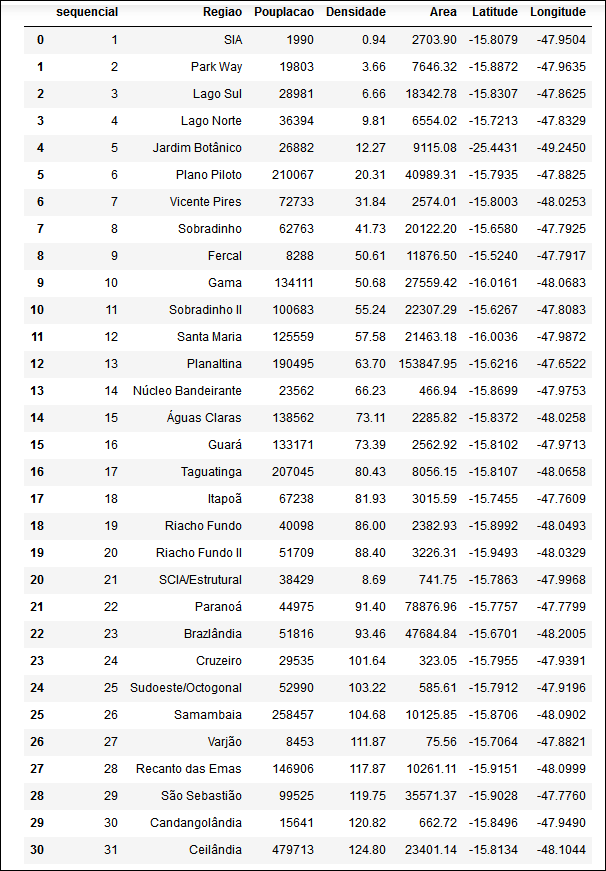 sequencial Regiao Pouplacao Densidade Area Latitude Longitude
0 1 SIA 1990 0.94 2703.90 -15.8079 -47.9504
1 2 Park Way 19803 3.66 7646.32 -15.8872 -47.9635
2 3 Lago Sul 28981 6.66 18342.78 -15.8307 -47.8625
3 4 Lago Norte 36394 9.81 6554.02 -15.7213 -47.8329
4 5 Jardim Botânico 26882 12.27 9115.08 -25.4431 -49.2450
5 6 Plano Piloto 210067 20.31 40989.31 -15.7935 -47.8825
6 7 Vicente Pires 72733 31.84 2574.01 -15.8003 -48.0253
7 8 Sobradinho 62763 41.73 20122.20 -15.6580 -47.7925
8 9 Fercal 8288 50.61 11876.50 -15.5240 -47.7917
9 10 Gama 134111 50.68 27559.42 -16.0161 -48.0683
10 11 Sobradinho II 100683 55.24 22307.29 -15.6267 -47.8083
11 12 Santa Maria 125559 57.58 21463.18 -16.0036 -47.9872
12 13 Planaltina 190495 63.70 153847.95 -15.6216 -47.6522
13 14 Núcleo Bandeirante 23562 66.23 466.94 -15.8699 -47.9753
14 15 Águas Claras 138562 73.11 2285.82 -15.8372 -48.0258
15 16 Guará 133171 73.39 2562.92 -15.8102 -47.9713
16 17 Taguatinga 207045 80.43 8056.15 -15.8107 -48.0658
17 18 Itapoã 67238 81.93 3015.59 -15.7455 -47.7609
18 19 Riacho Fundo 40098 86.00 2382.93 -15.8992 -48.0493
19 20 Riacho Fundo II 51709 88.40 3226.31 -15.9493 -48.0329
20 21 SCIA/Estrutural 38429 8.69 741.75 -15.7863 -47.9968
21 22 Paranoá 44975 91.40 78876.96 -15.7757 -47.7799
22 23 Brazlândia 51816 93.46 47684.84 -15.6701 -48.2005
23 24 Cruzeiro 29535 101.64 323.05 -15.7955 -47.9391
24 25 Sudoeste/Octogonal 52990 103.22 585.61 -15.7912 -47.9196
25 26 Samambaia 258457 104.68 10125.85 -15.8706 -48.0902
26 27 Varjão 8453 111.87 75.56 -15.7064 -47.8821
27 28 Recanto das Emas 146906 117.87 10261.11 -15.9151 -48.0999
28 29 São Sebastião 99525 119.75 35571.37 -15.9028 -47.7760
29 30 Candangolândia 15641 120.82 662.72 -15.8496 -47.9490
30 31 Ceilândia 479713 124.80 23401.14 -15.8134 -48.1044